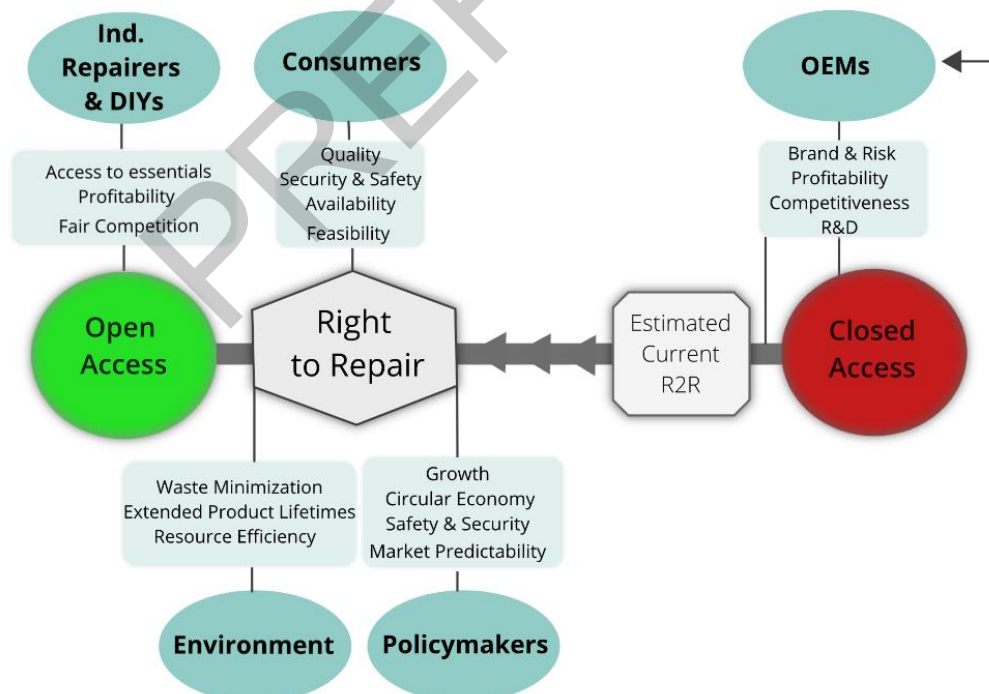 Ind.
Repairers
& DIYs
Consumers
OEMs
Access to essentials
Profitability
Fair Competition
Quality
Security & Safety
Availability
Feasibility
Brand & Risk
Profitability
Competitiveness
R&D
Open
Access
Right
to Repair
Estimated
Current
R2R
Closed
Access
Waste Minimization
Extended Product Lifetimes
Resource Efficiency
Growth
Circular Economy
Safety & Security
Market Predictability
Environment
Policymakers